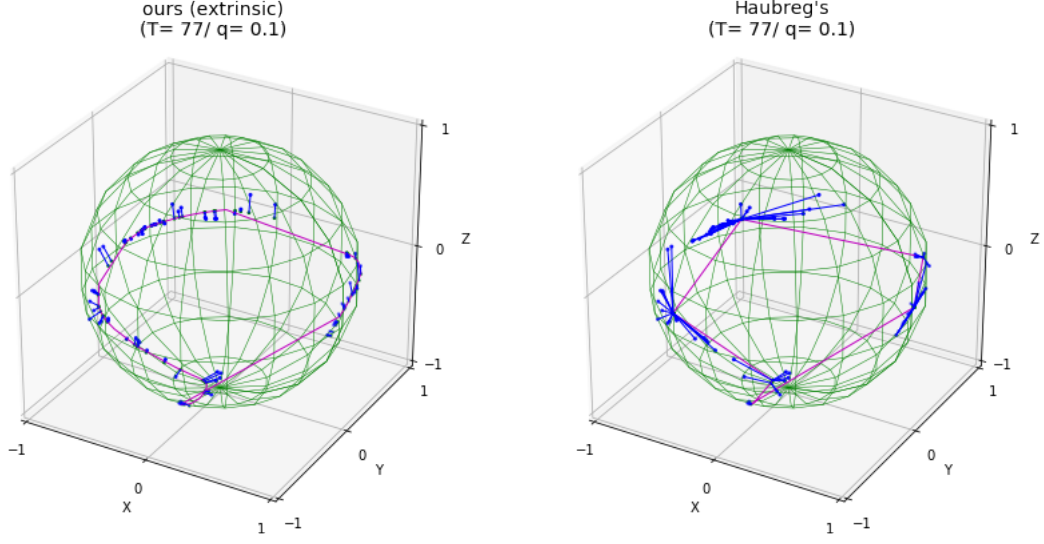 ours (extrinsic)
(T= 77/ q= 0.1)
1
0
Z
−1
−1
0
X
1
−1
0
Y
1
Haubreg's
(T= 77/ q= 0.1)
1
0
Z
−1
−1
0
X
1
−1
0
Y
1